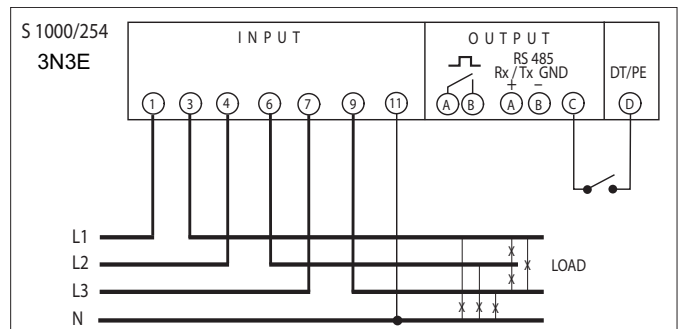 S 1000/254
3N3E
INPUT
OUTPUT
RS 485
Rx / Tx GND
+ −
DT/PE
1 3 4 6 7 9 11
A B A B C D
L1
L2
L3
N
LOAD
x x x x x x